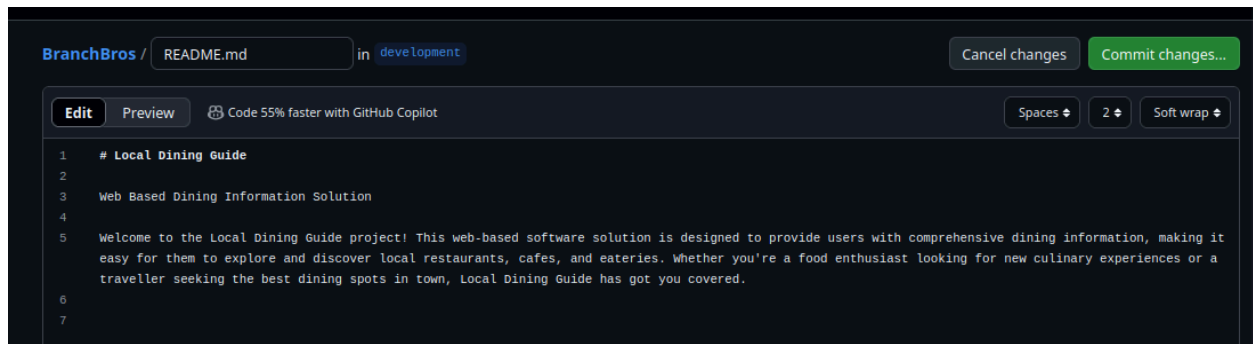 BranchBros / README.md in development Cancel changes Commit changes...
Edit Preview Code 55% faster with GitHub Copilot Spaces 2 Soft wrap
1 # Local Dining Guide
2
3 Web Based Dining Information Solution
4
5 Welcome to the Local Dining Guide project! This web-based software solution is designed to provide users with comprehensive dining information, making it
easy for them to explore and discover local restaurants, cafes, and eateries. Whether you're a food enthusiast looking for new culinary experiences or a
traveller seeking the best dining spots in town, Local Dining Guide has got you covered.
6
7